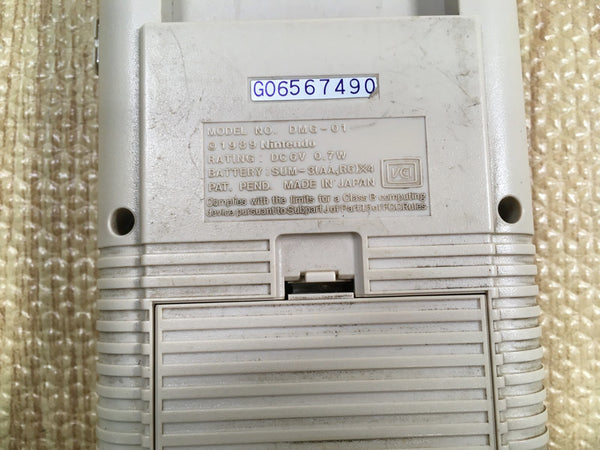 G06567490
MODEL NO. DMG-01
©1989 Nintendo
RATING : DC6V 0.7W
BATTERY : SUM-3(AA,R6)X4
PAT. PEND. MADE IN JAPAN
VCI
Complies with the limits for a Class B computing
device pursuant to Subpart J of Part 15 of FCC Rules